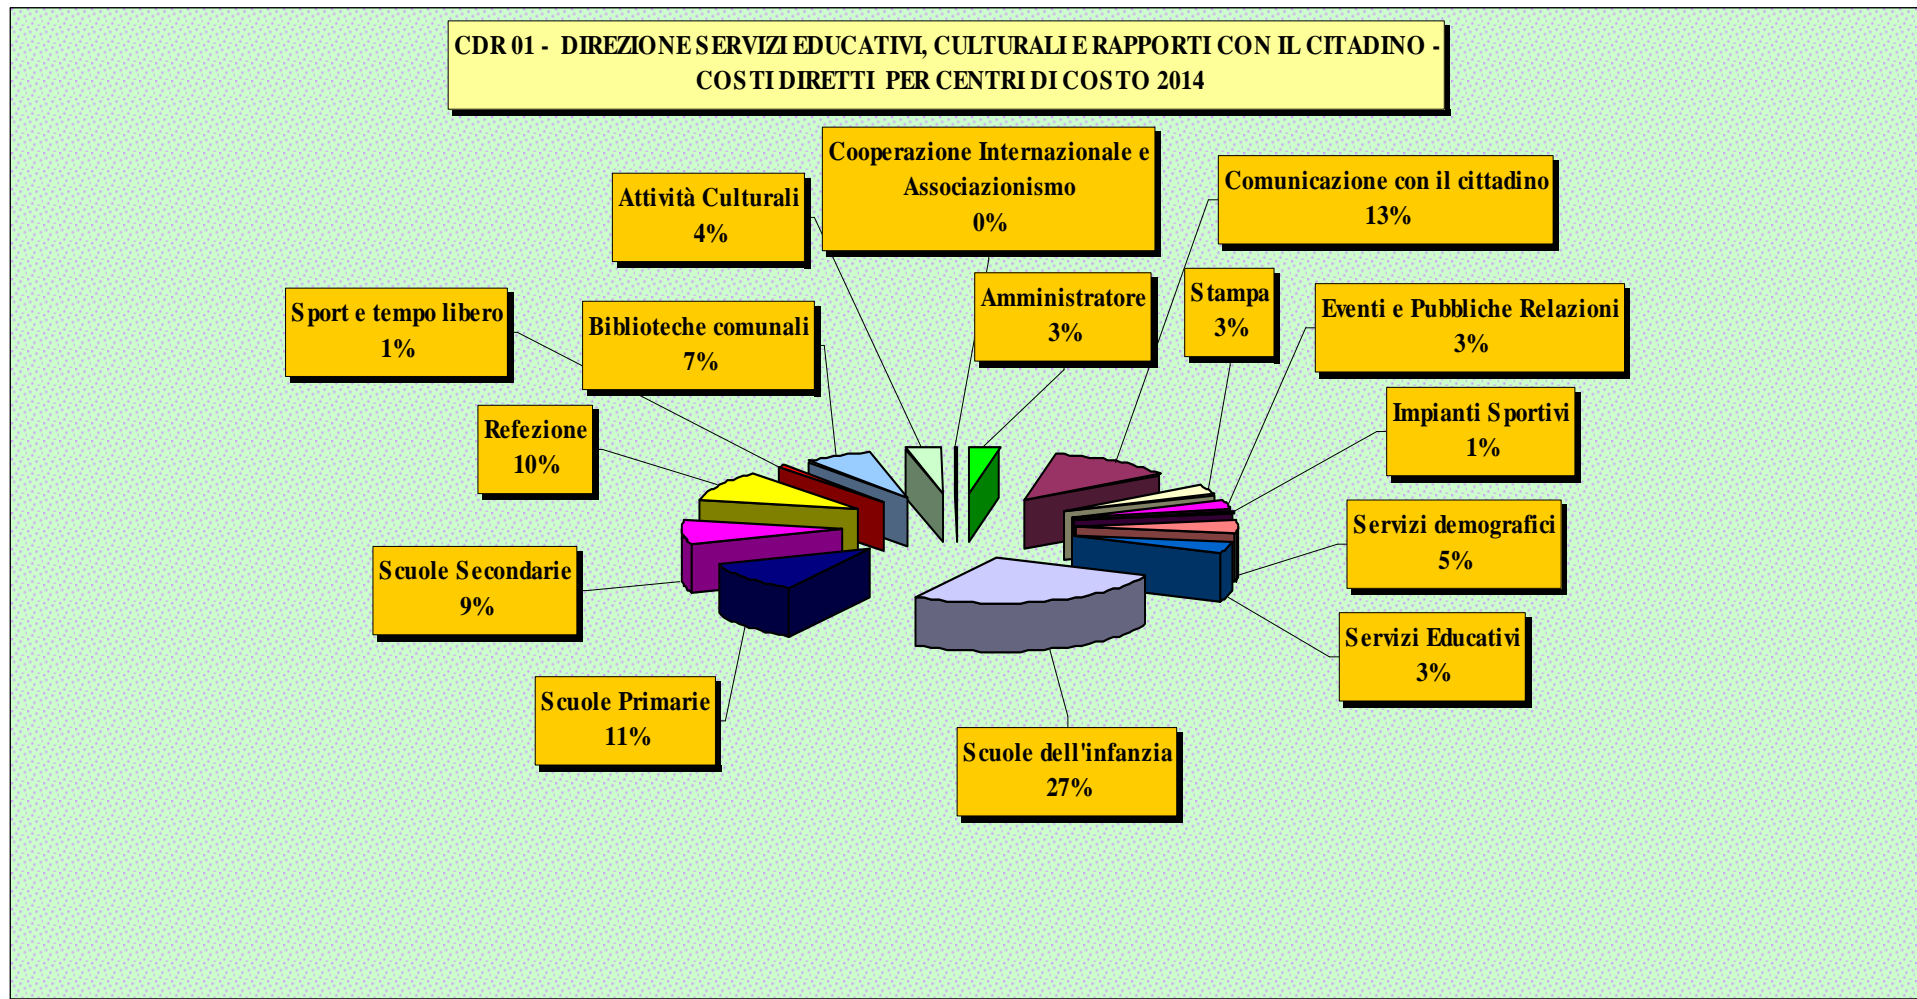 CDR 01 - DIREZIONE SERVIZI EDUCATIVI, CULTURALI E RAPPORTI CON IL CITADINO -
COSTI DIRETTI PER CENTRI DI COSTO 2014
Cooperazione Internazionale e
Associazionismo
0%
Comunicazione con il cittadino
13%
Attività Culturali
4%
Amministratore
3%
Stampa
3%
Eventi e Pubbliche Relazioni
3%
Sport e tempo libero
1%
Biblioteche comunali
7%
Impianti Sportivi
1%
Refezione
10%
Servizi demografici
5%
Scuole Secondarie
9%
Servizi Educativi
3%
Scuole Primarie
11%
Scuole dell'infanzia
27%